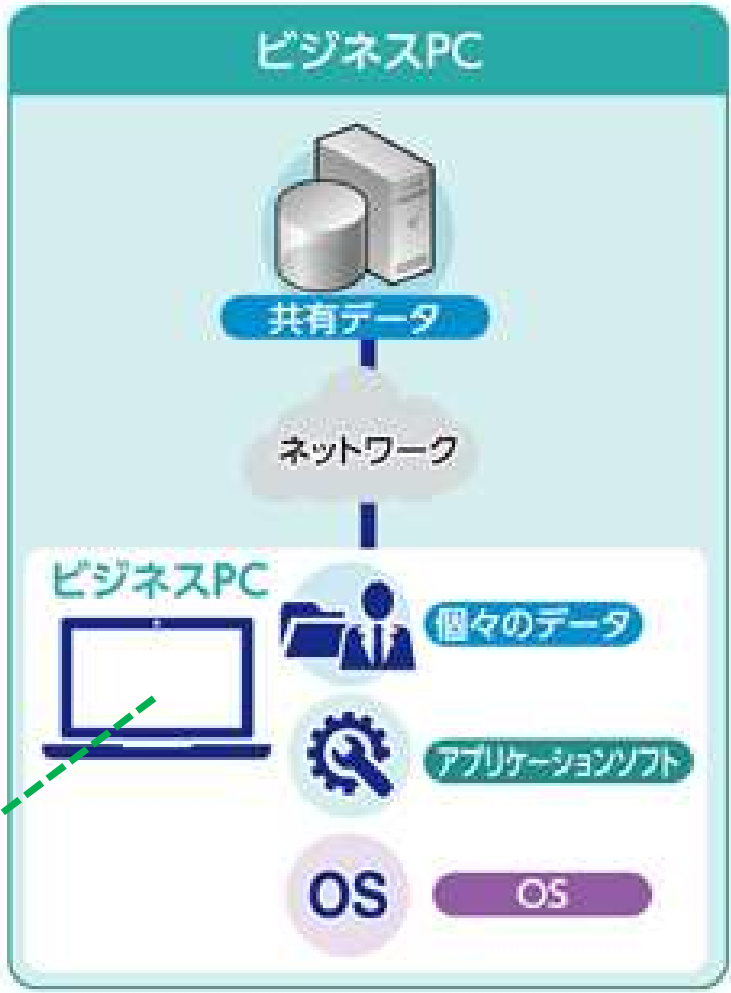 ビジネスPC
共有データ
ネットワーク
ビジネスPC
個々のデータ
アプリケーションソフト
OS
OS